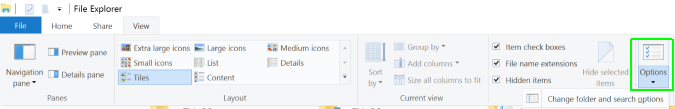 File Explorer
File Home Share View
Navigation pane
Preview pane
Details pane
Panes
Extra large icons Large icons Medium icons
Small icons List Details
Tiles Content
Layout
Sort by
Group by
Add columns
Size all columns to fit
Current view
Item check boxes
File name extensions
Hidden items
Hide selected items
Options
Change folder and search options